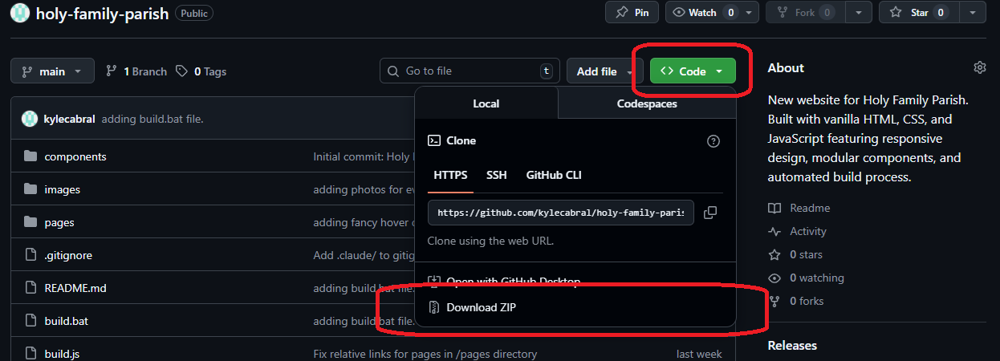 holy-family-parish Public
Pin Watch 0 Fork 0 Star 0
main 1 Branch 0 Tags Go to file t Add file Code
kylecabral adding build.bat file.
components Initial commit: Holy
images adding photos for ev
pages adding fancy hover
.gitignore Add .claude/ to gitig
README.md adding build.bat file.
build.bat adding build.bat file.
build.js Fix relative links for pages in /pages directory last week
Local Codespaces
Clone
HTTPS SSH GitHub CLI
https://github.com/kylecabral/holy-family-paris
Clone using the web URL.
Open with GitHub Desktop
Download ZIP
About
New website for Holy Family Parish.
Built with vanilla HTML, CSS, and
JavaScript featuring responsive
design, modular components, and
automated build process.
Readme
Activity
0 stars
0 watching
0 forks
Releases